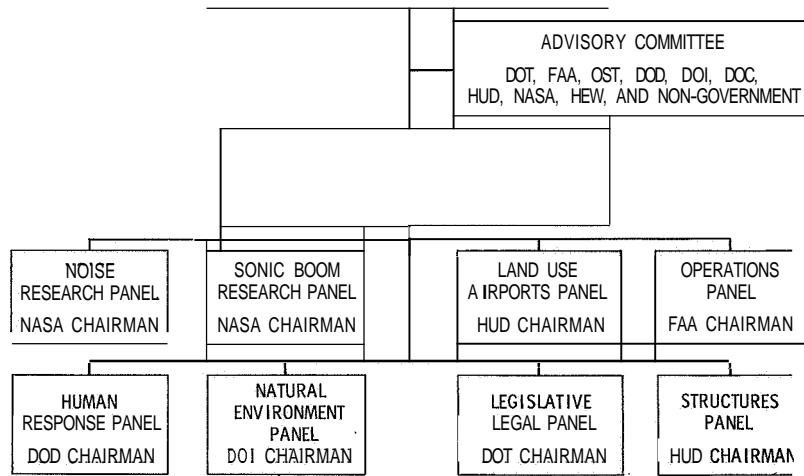 ADVISORY COMMITTEE
DOT, FAA, OST, DOD, DOI, DOC,
HUD, NASA, HEW, AND NON-GOVERNMENT
NOISE
RESEARCH PANEL
NASA CHAIRMAN
SONIC BOOM
RESEARCH PANEL
NASA CHAIRMAN
LAND USE
AIRPORTS PANEL
HUD CHAIRMAN
OPERATIONS
PANEL
FAA CHAIRMAN
HUMAN
RESPONSE PANEL
DOD CHAIRMAN
NATURAL
ENVIRONMENT
PANEL
DOI CHAIRMAN
LEGISLATIVE
LEGAL PANEL
DOT CHAIRMAN
STRUCTURES
PANEL
HUD CHAIRMAN